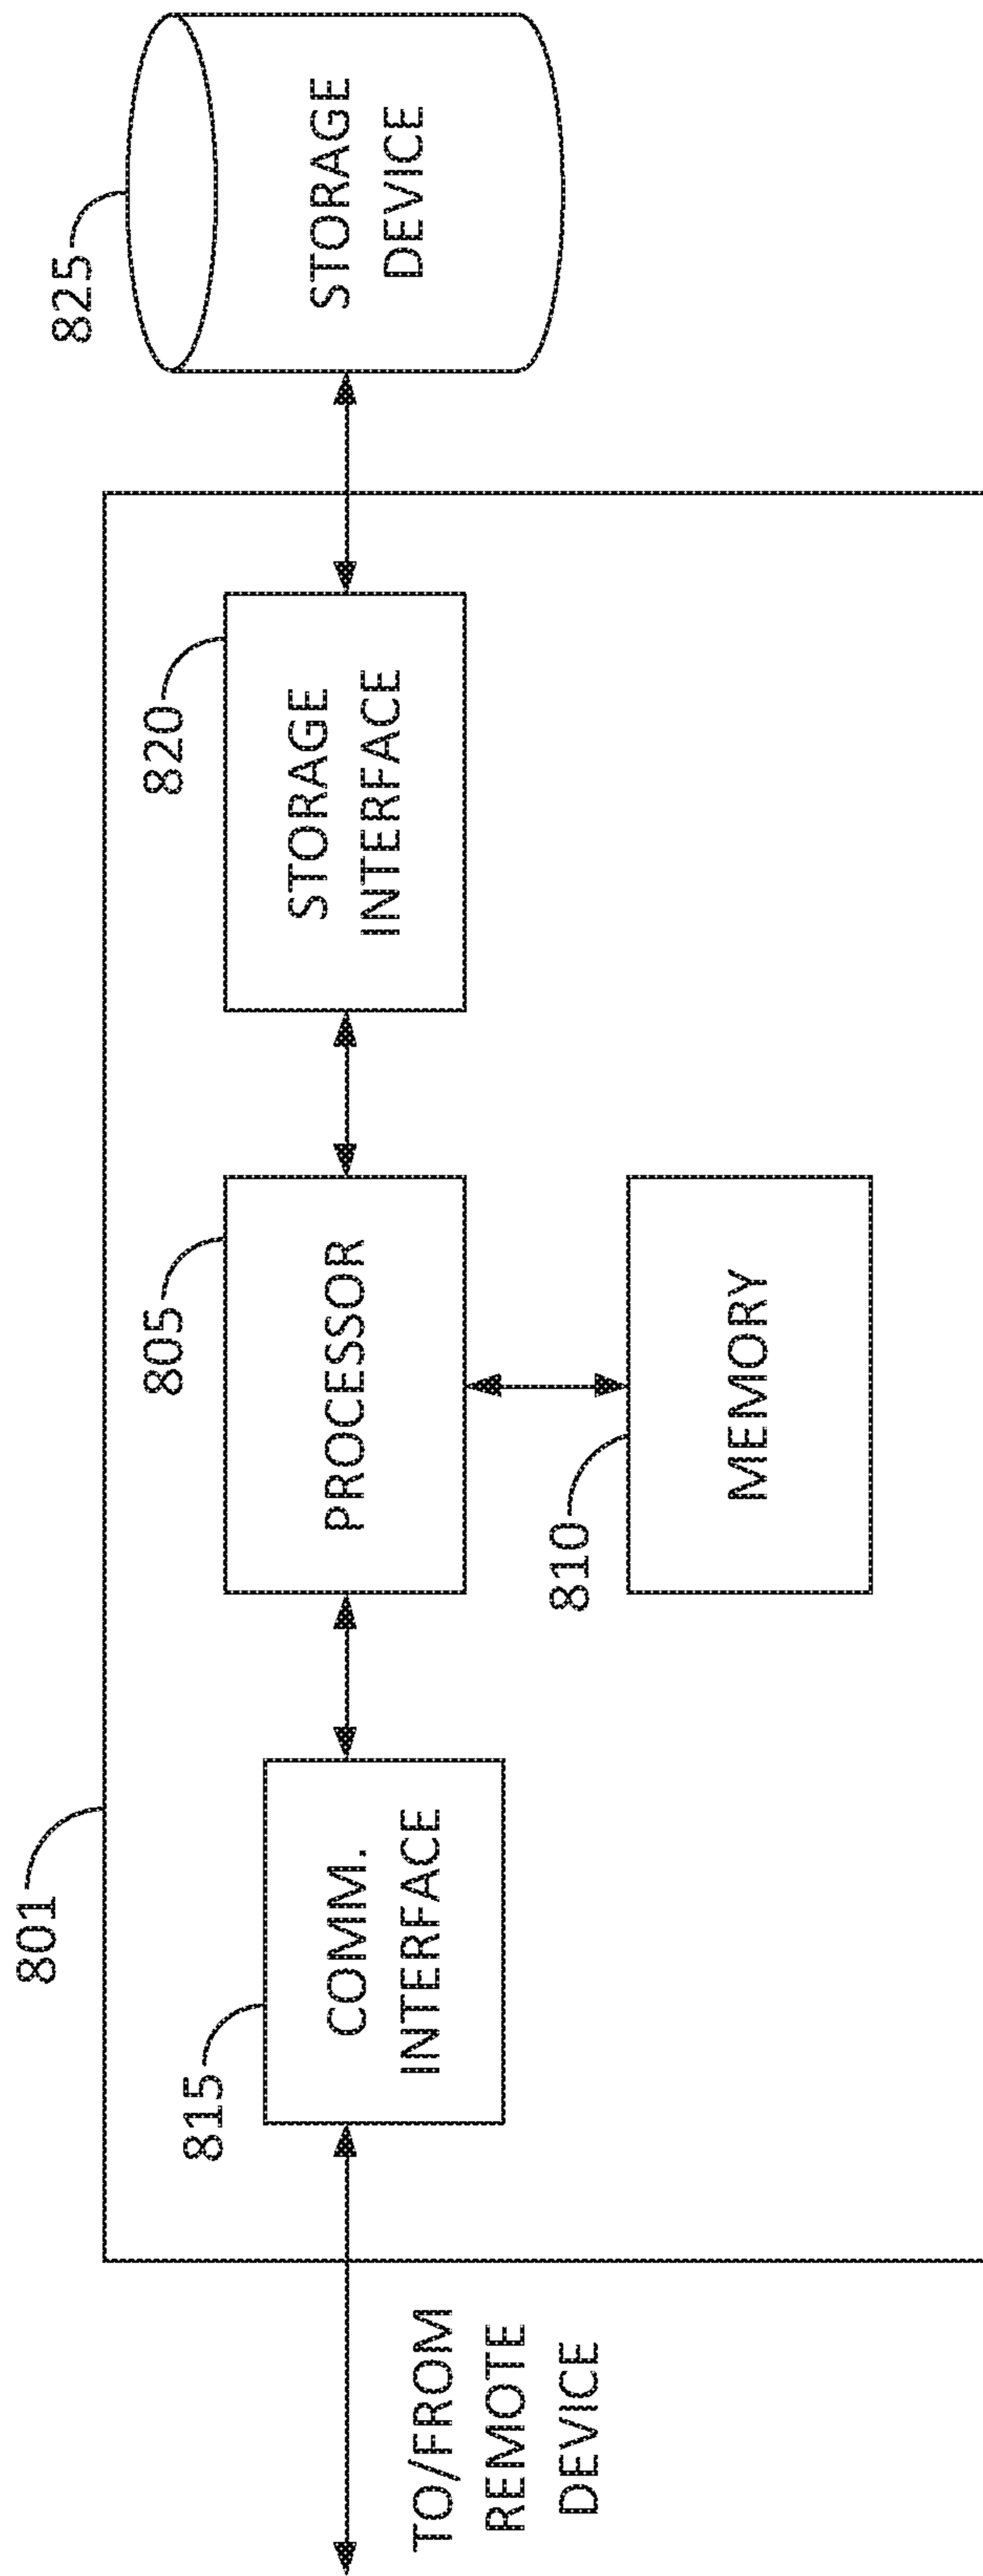 801
815
COMM.
INTERFACE
805
PROCESSOR
820
STORAGE
INTERFACE
825
STORAGE
DEVICE
810
MEMORY
TO/FROM
REMOTE
DEVICE